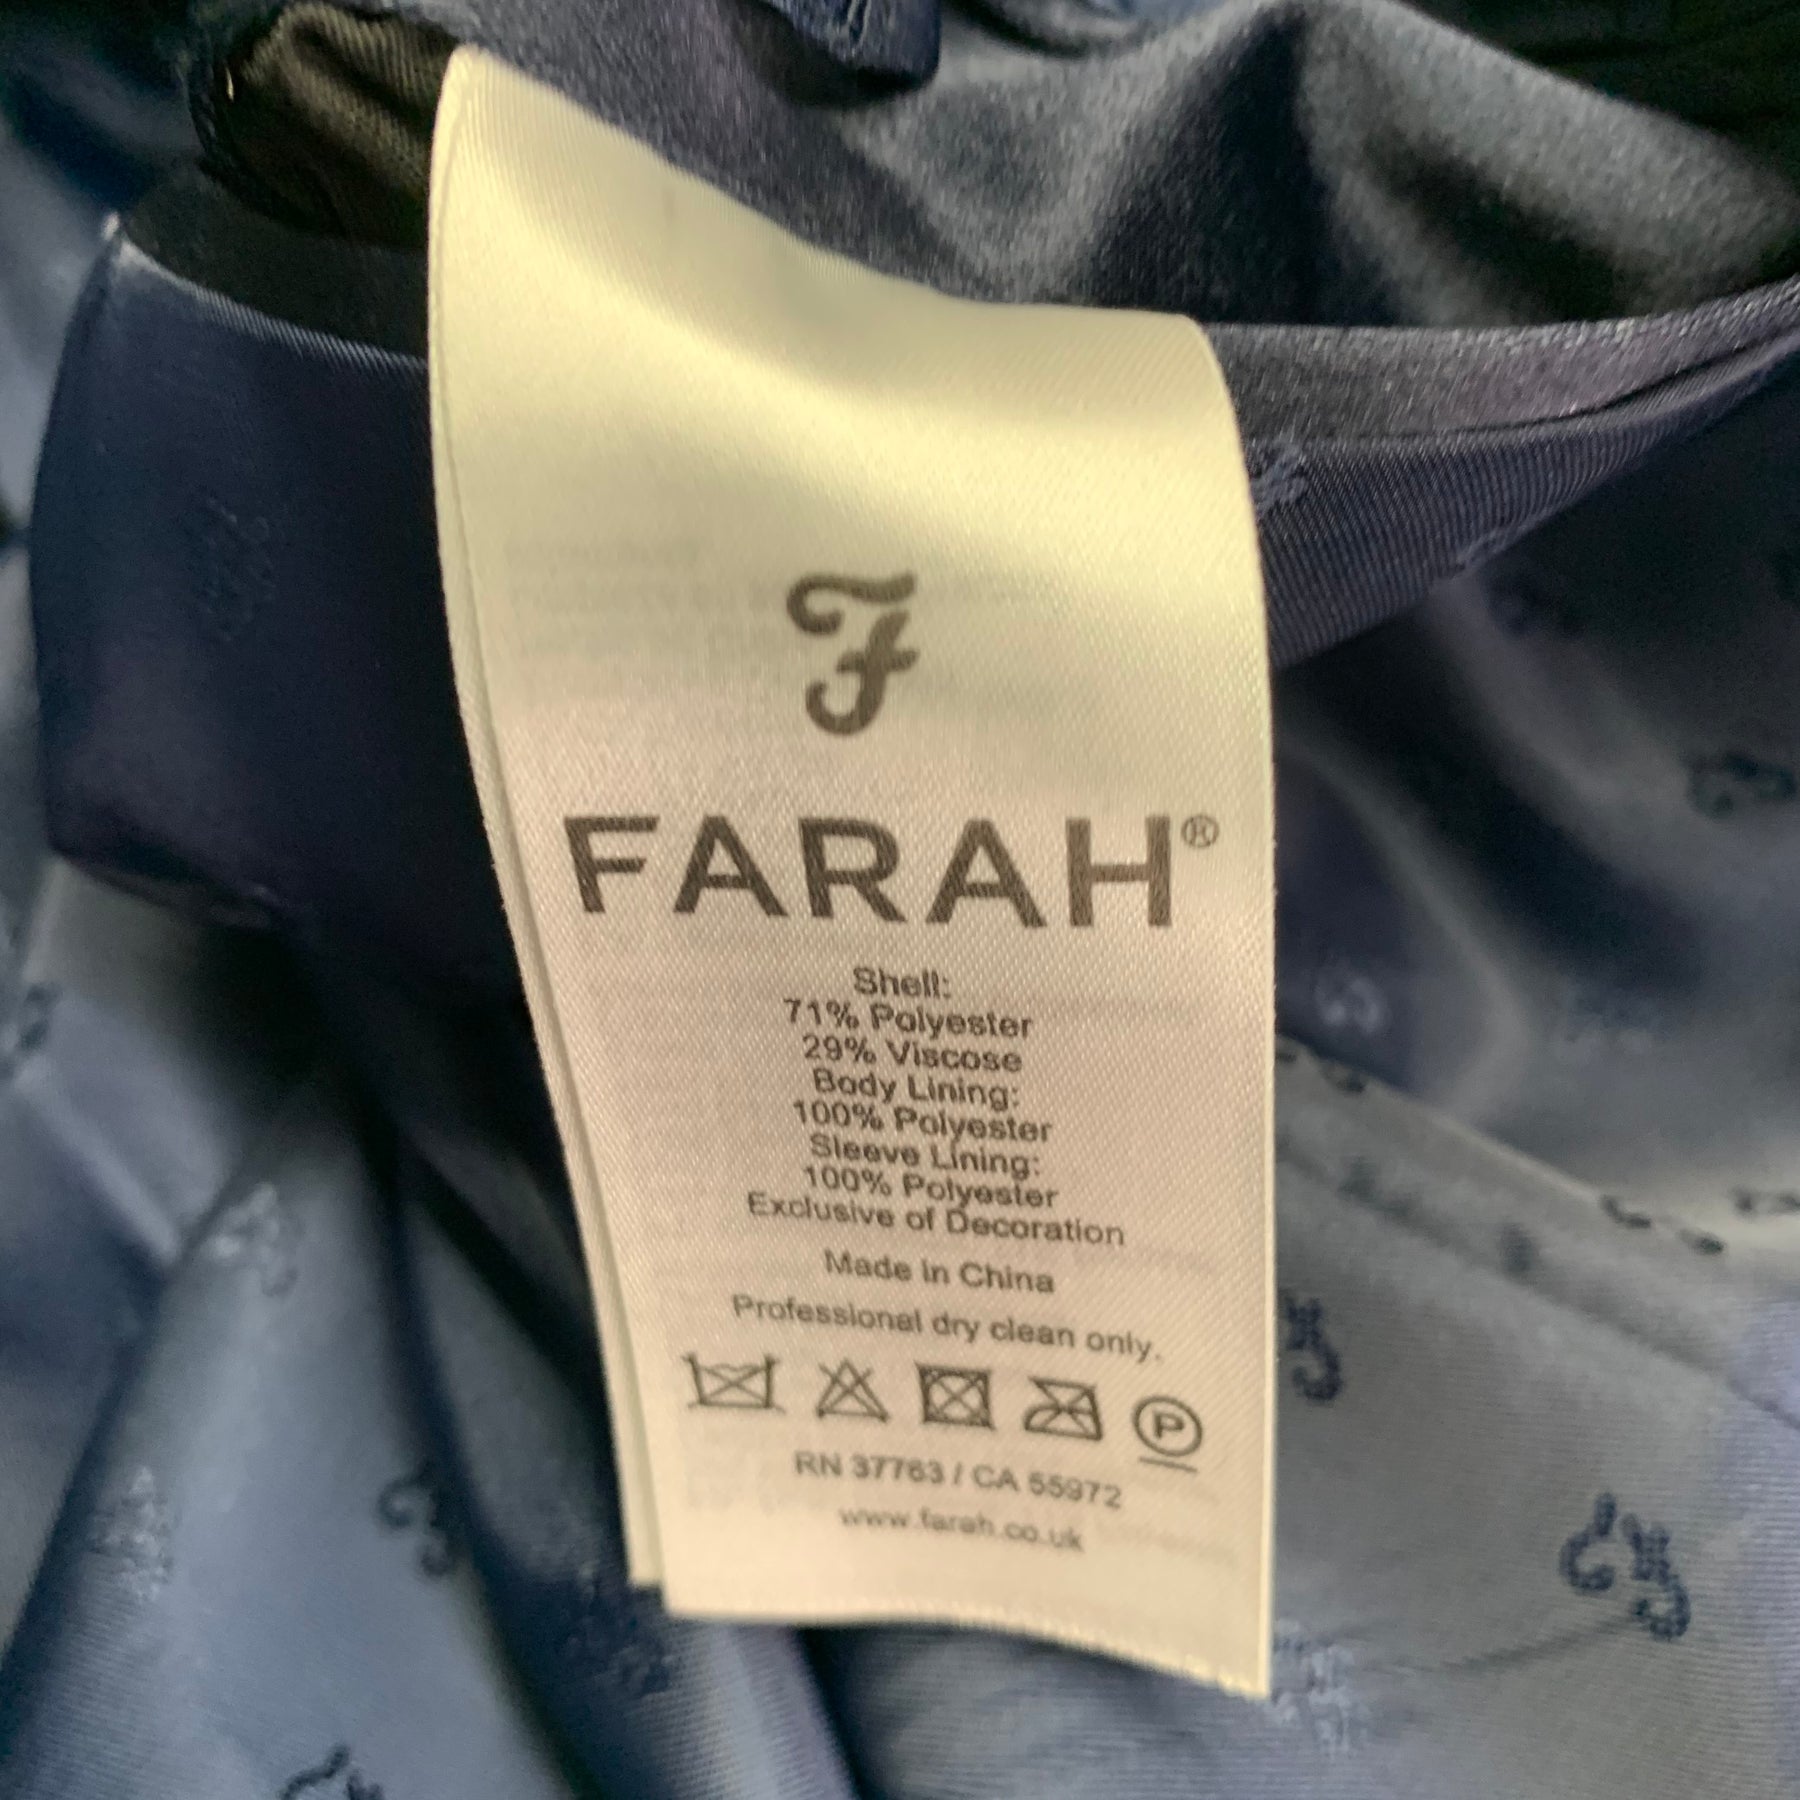 F
FARAH®
Shell:
71% Polyester
29% Viscose
Body Lining:
100% Polyester
Sleeve Lining:
100% Polyester
Exclusive of Decoration
Made in China
Professional dry clean only.
P
RN 37763 / CA 55972
www.farah.co.uk